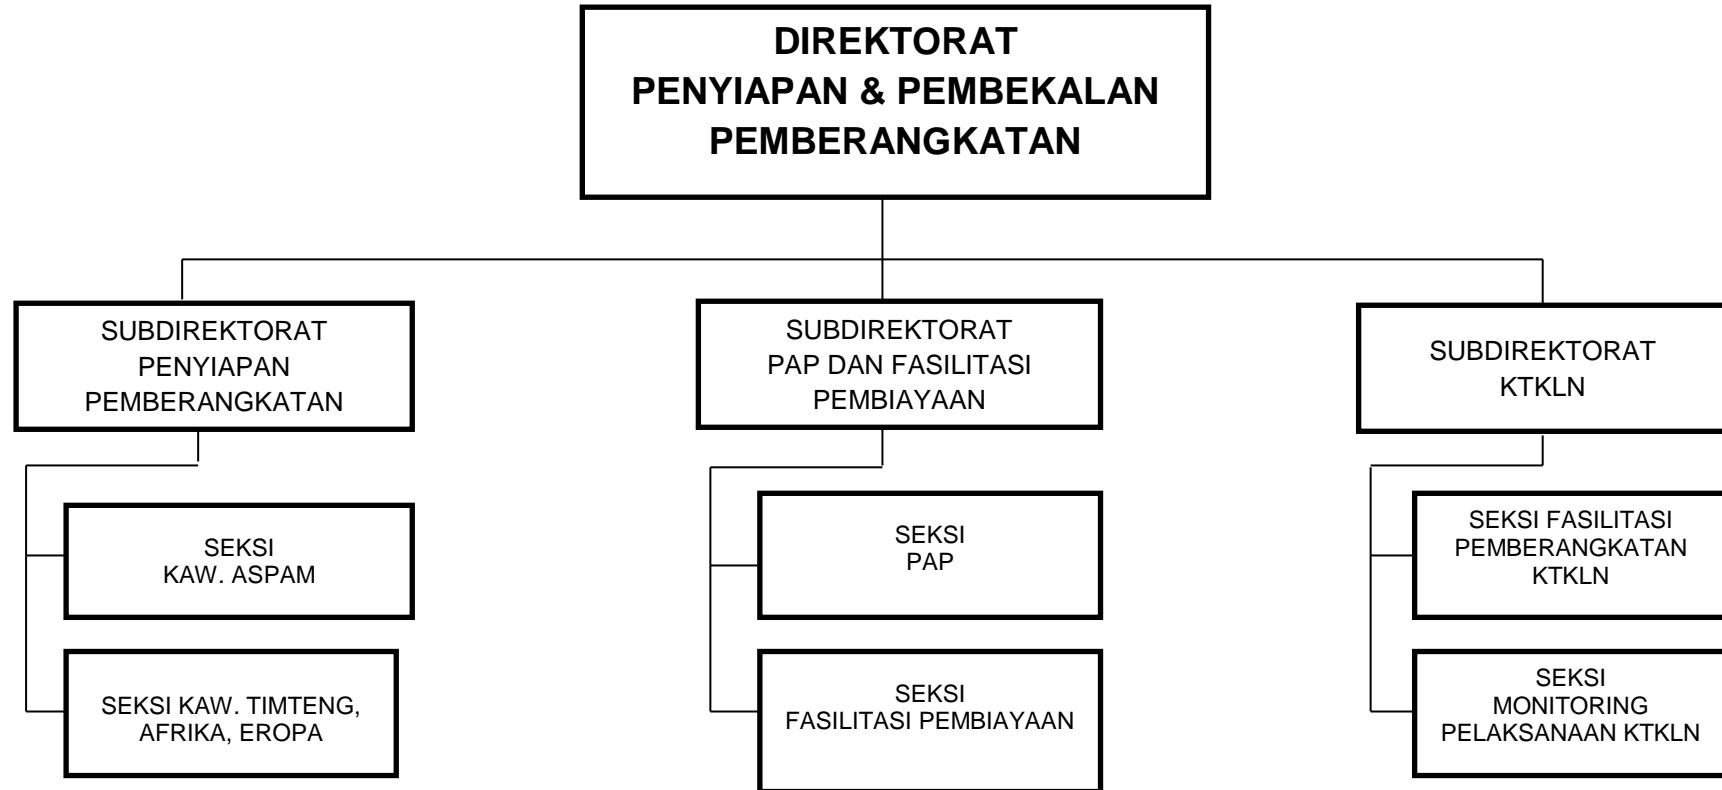 DIREKTORAT
PENYIAPAN & PEMBEKALAN
PEMBERANGKATAN
SUBDIREKTORAT
PENYIAPAN
PEMBERANGKATAN
SUBDIREKTORAT
PAP DAN FASILITASI
PEMBIAYAAN
SUBDIREKTORAT
KTKLN
SEKSI
KAW. ASPAM
SEKSI KAW. TIMTENG,
AFRIKA, EROPA
SEKSI
PAP
SEKSI
FASILITASI PEMBIAYAAN
SEKSI FASILITASI
PEMBERANGKATAN
KTKLN
SEKSI
MONITORING
PELAKSANAAN KTKLN